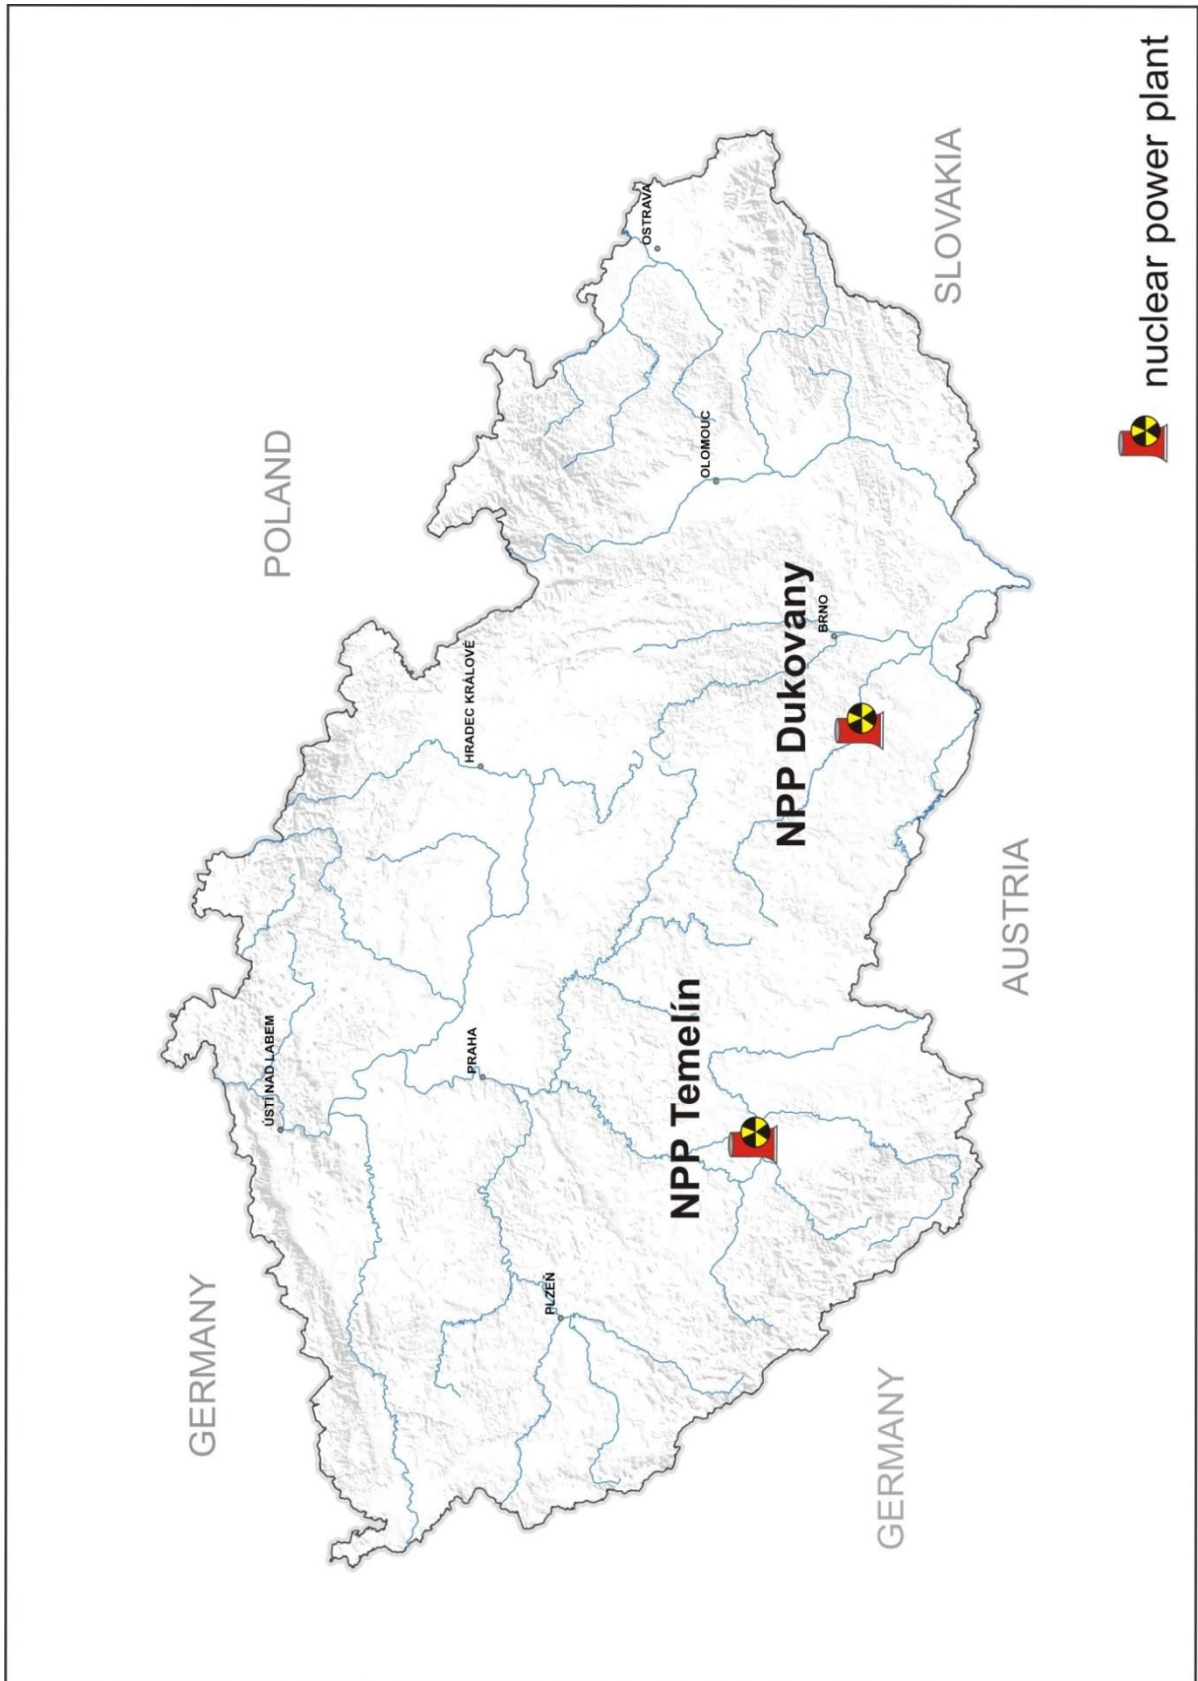 GERMANY
ÚSTÍ NAD LABEM
POLAND
PRAHA
HRADEC KRÁLOVÉ
PLZEŇ
OSTRAVA
NPP Temelín
OLOMOUC
NPP Dukovany
BRNO
GERMANY
SLOVAKIA
AUSTRIA
nuclear power plant